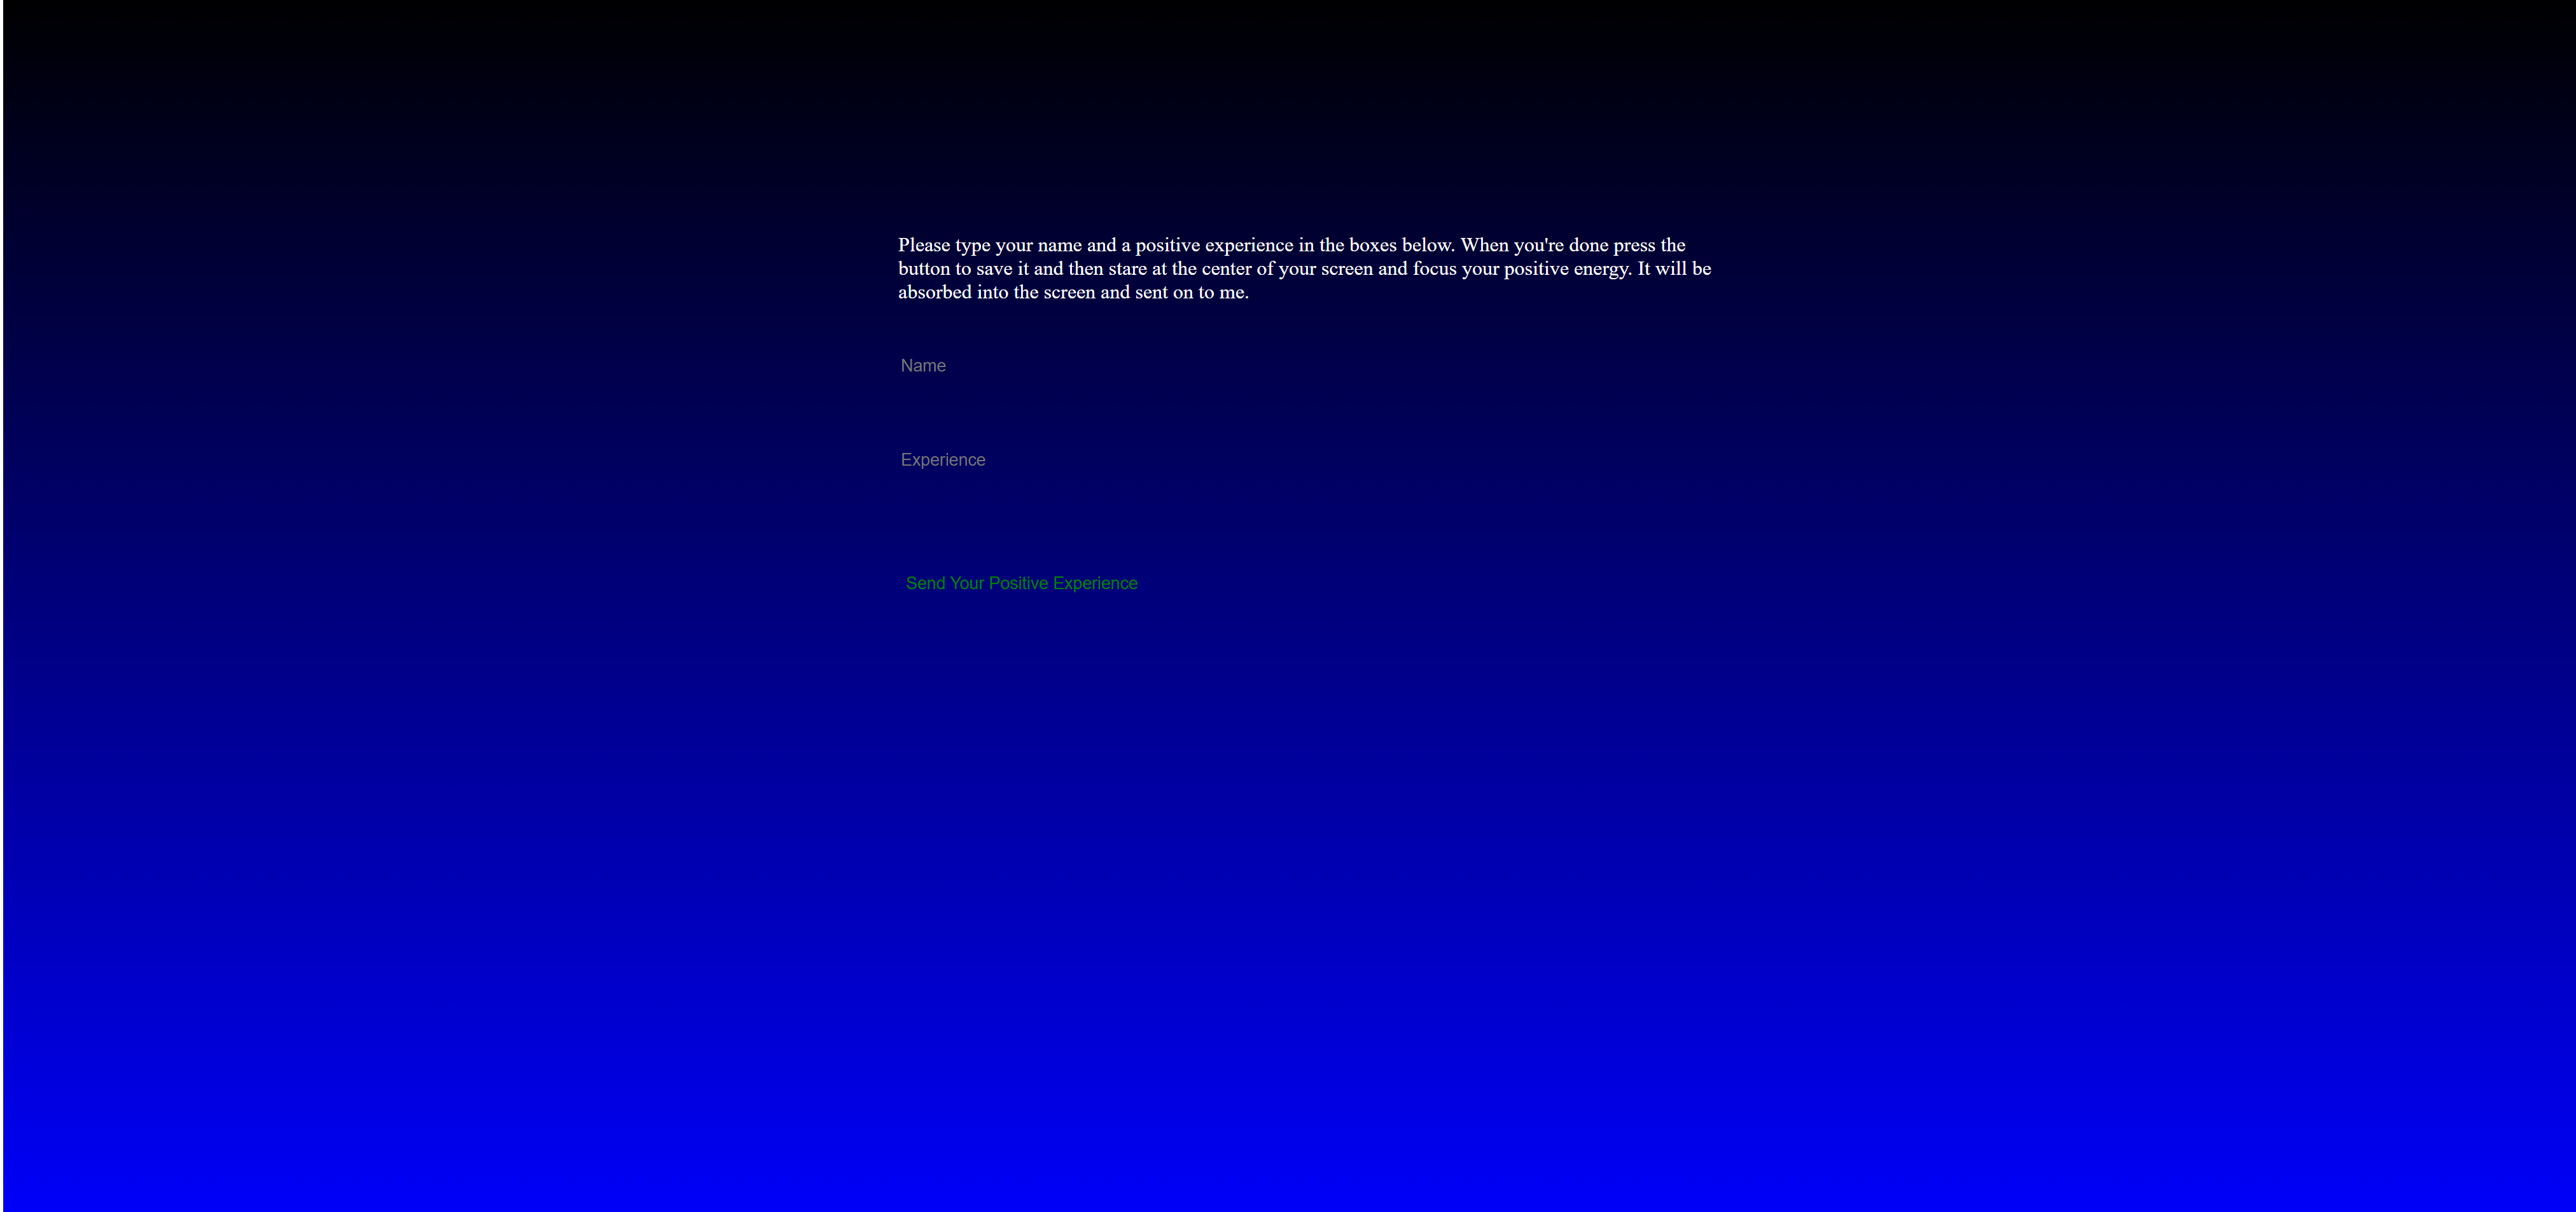 Please type your name and a positive experience in the boxes below. When you're done press the
button to save it and then stare at the center of your screen and focus your positive energy. It will be
absorbed into the screen and sent on to me.
Name
Experience
Send Your Positive Experience